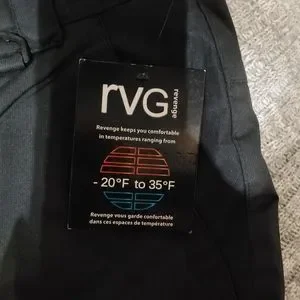 rVG
revenge
Revenge keeps you comfortable
in temperatures ranging from
- 20°F to 35°F
Revenge vous garde confortable
dans ces espaces de température